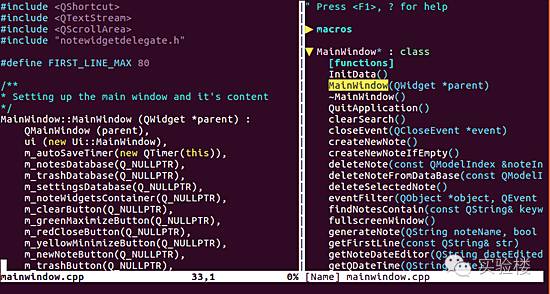 #include <QShortcut>
#include <QTextStream>
#include <QScrollArea>
#include "notewidgetdelegate.h"
#define FIRST_LINE_MAX 80
/**
* Setting up the main window and it's content
*/
MainWindow::MainWindow (QWidget *parent) :
QMainWindow (parent),
ui (new Ui::MainWindow),
m_autoSaveTimer(new QTimer(this)),
m_notesDatabase(Q_NULLPTR),
m_trashDatabase(Q_NULLPTR),
m_settingsDatabase(Q_NULLPTR),
m_noteWidgetsContainer(Q_NULLPTR),
m_clearButton(Q_NULLPTR),
m_greenMaximizeButton(Q_NULLPTR),
m_redCloseButton(Q_NULLPTR),
m_yellowMinimizeButton(Q_NULLPTR),
m_newNoteButton(Q_NULLPTR),
m_trashButton(Q_NULLPTR),
mainwindow.cpp 33,1 0%
" Press <F1>, ? for help
▶ macros
▼ MainWindow* : class
[functions]
InitData()
MainWindow(QWidget *parent)
~MainWindow()
QuitApplication()
clearSearch()
closeEvent(QCloseEvent *event)
createNewNote()
createNewNoteIfEmpty()
deleteNote(const QModelIndex &noteIn
deleteNoteFromDataBase(const QModelI
deleteSelectedNote()
eventFilter(QObject *object, QEvent
findNotesContain(const QString& keyw
fullscreenWindow()
generateNote(QString noteName, bool
getFirstLine(const QString& str)
getNoteDateEditor(QString dateEdited
getQDateTime(QString
[Name] mainwindow.cpp
实验楼